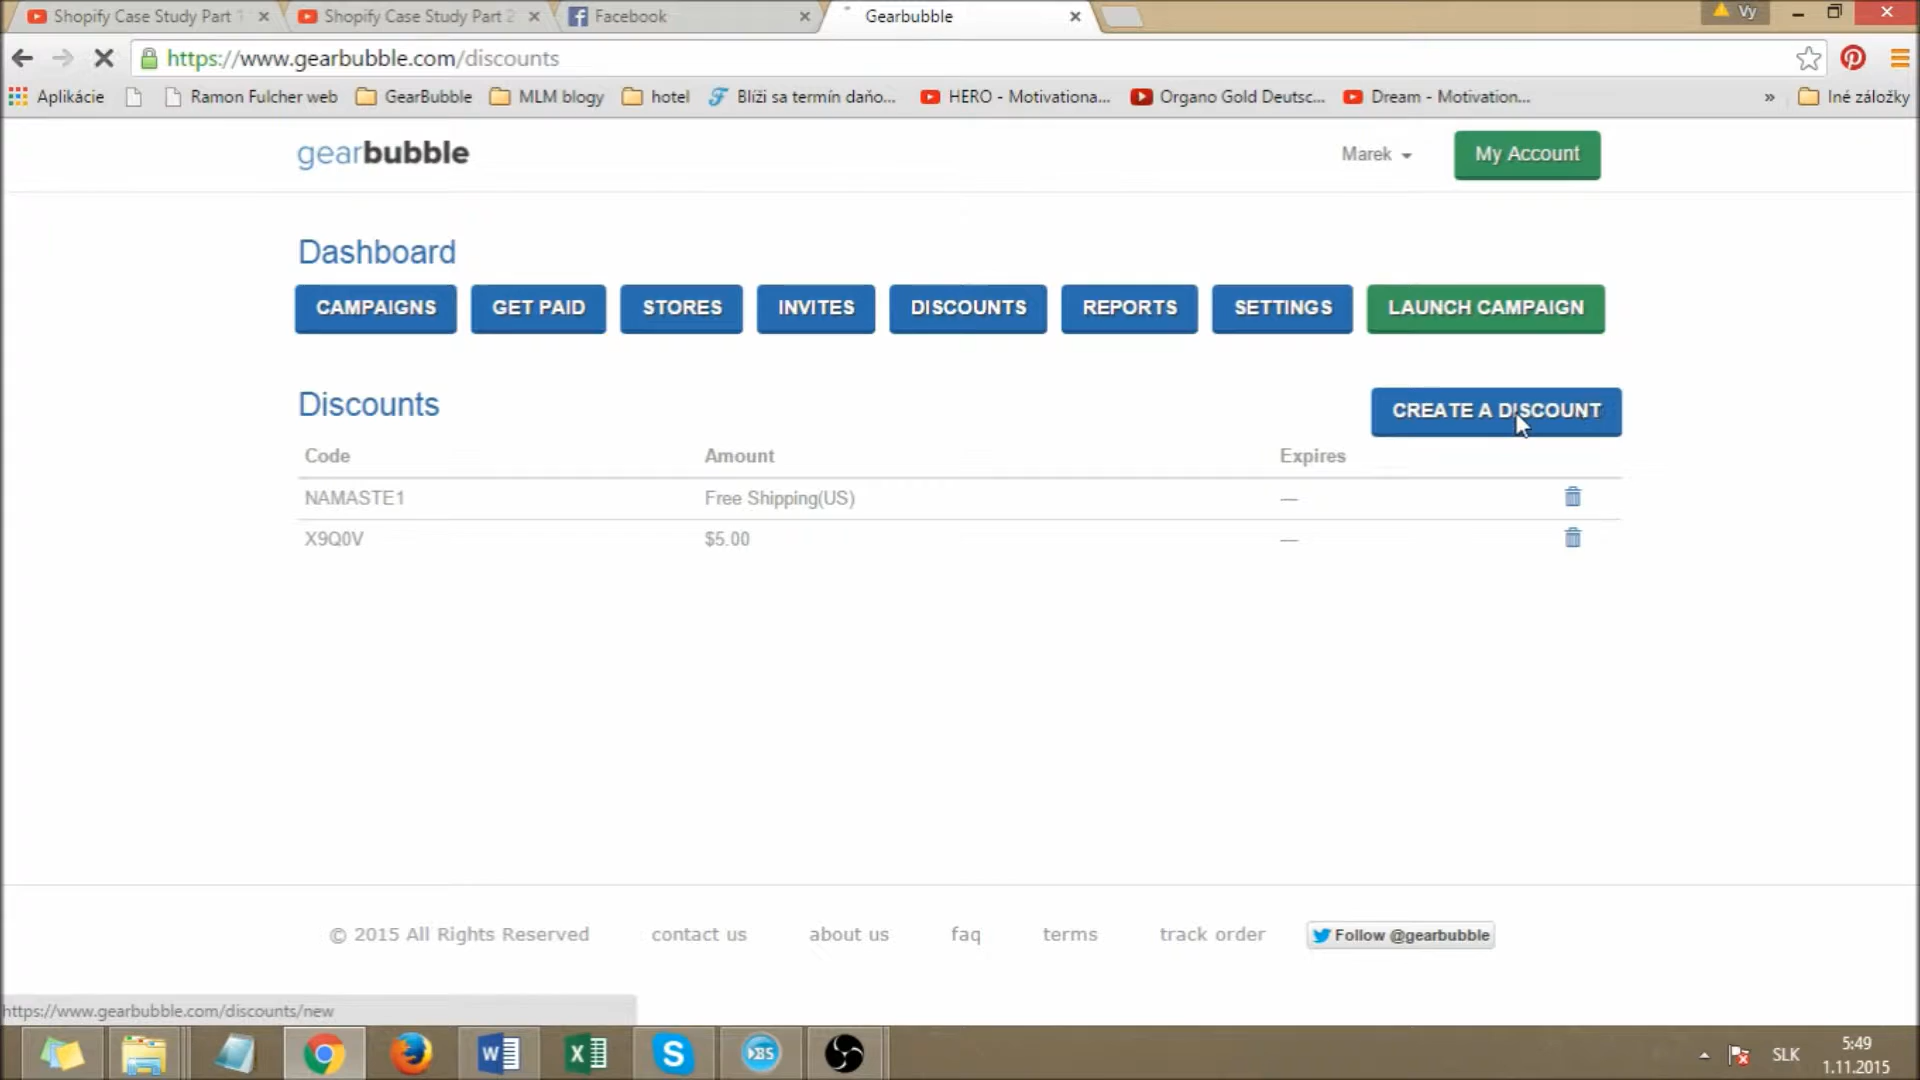 Shopify Case Study Part 1
Shopify Case Study Part 2
Facebook
Gearbubble
Vy
https://www.gearbubble.com/discounts
Aplikácie
Ramon Fulcher web
GearBubble
MLM blogy
hotel
Blíži sa termín daňo...
HERO - Motivationa...
Organo Gold Deutsc...
Dream - Motivation...
»
Iné záložky
gearbubble
Marek
My Account
Dashboard
CAMPAIGNS
GET PAID
STORES
INVITES
DISCOUNTS
REPORTS
SETTINGS
LAUNCH CAMPAIGN
Discounts
CREATE A DISCOUNT
Code Amount Expires
NAMASTE1 Free Shipping(US) —
X9Q0V $5.00 —
© 2015 All Rights Reserved
contact us
about us
faq
terms
track order
Follow @gearbubble
https://www.gearbubble.com/discounts/new
SLK
5:49
1.11.2015